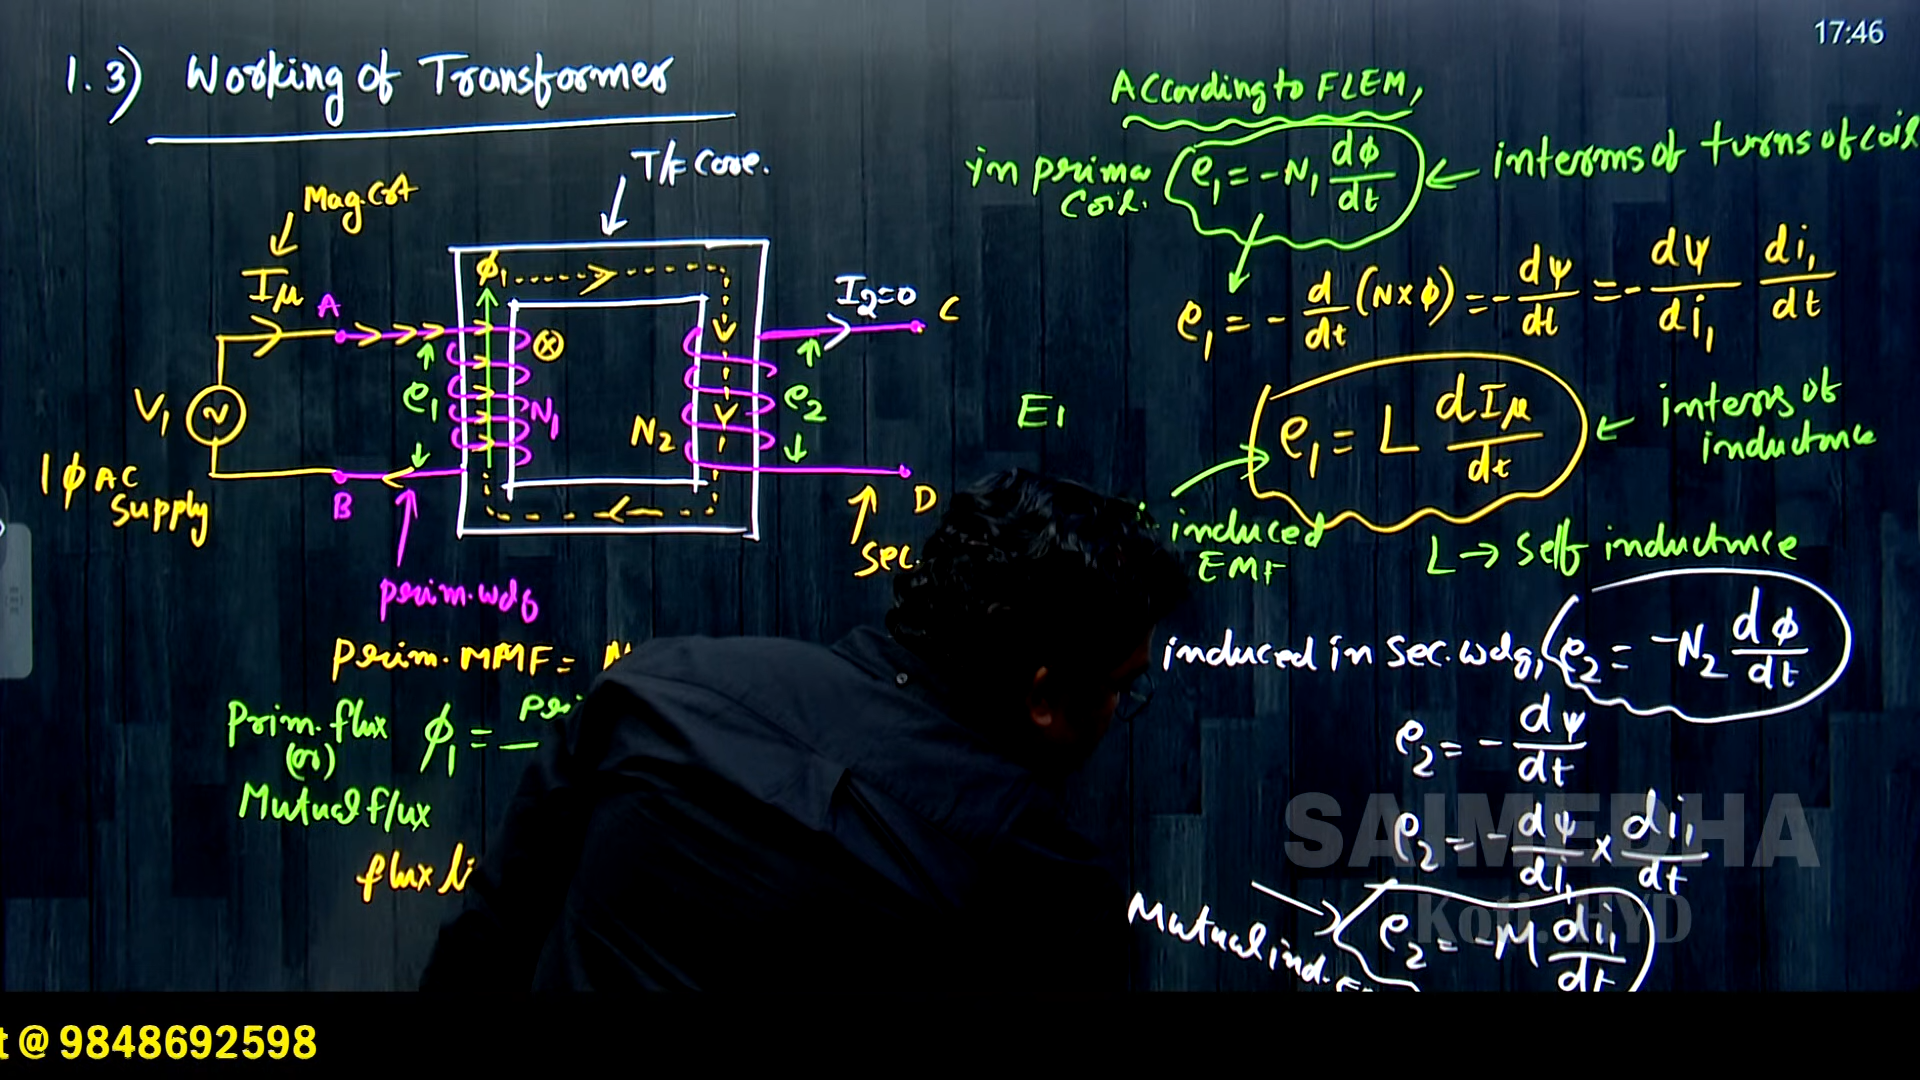 17:46
1.3) Working of Transformer
Mag. Crt
T/f Core.
Iμ
A
ϕ₁
I₂=0
C
V₁
e₁
N₁
N₂
e₂
1ϕ AC
Supply
B
D
Sec.
prim.wdg
prim. MMF =
Prim. flux ϕ₁ =
(or)
Mutual flux
flux
According to FLEM,
in prima
Coil.
e₁ = -N₁ dϕ/dt
← interms of turns of coil
e₁ = - d/dt (N×ϕ) = - dψ/dt = - dψ/di₁ di₁/dt
E1
e₁ = L dIμ/dt
← interms of
inductance
induced
EMF
L → Self inductance
induced in Sec. wdg, e₂ = -N₂ dϕ/dt
e₂ = - dψ/dt
e₂ = - dψ/di₁ × di₁/dt
SAIMEDHA
Koti, HYD
Mutual ind.
e₂ = -M di₁/dt
t @ 9848692598